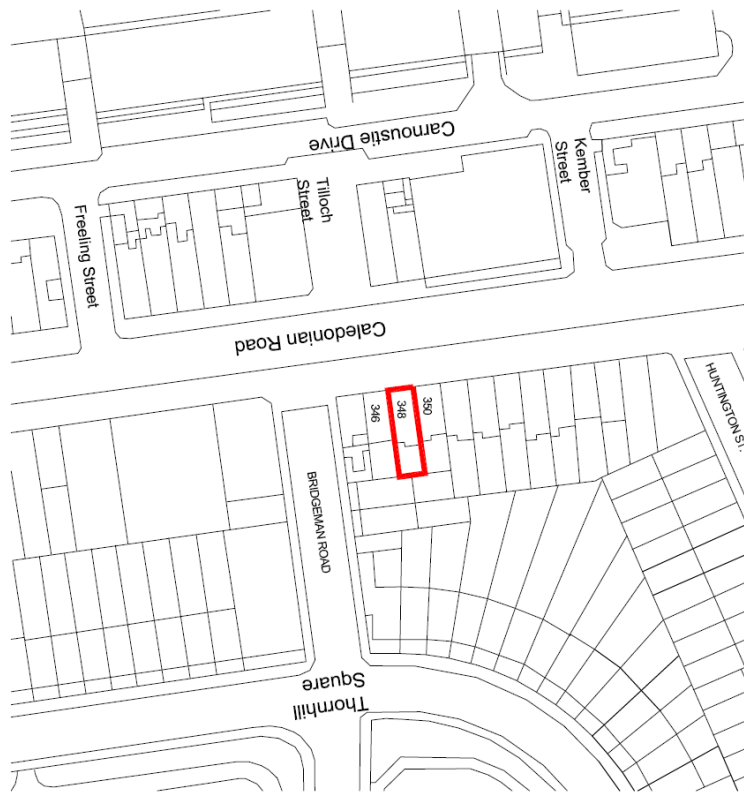 Carnoustie Drive
Kember
Street
Tilloch
Street
Freeling Street
Caledonian Road
HUNTINGTON ST.
346
348
350
BRIDGEMAN ROAD
Thornhill
Square